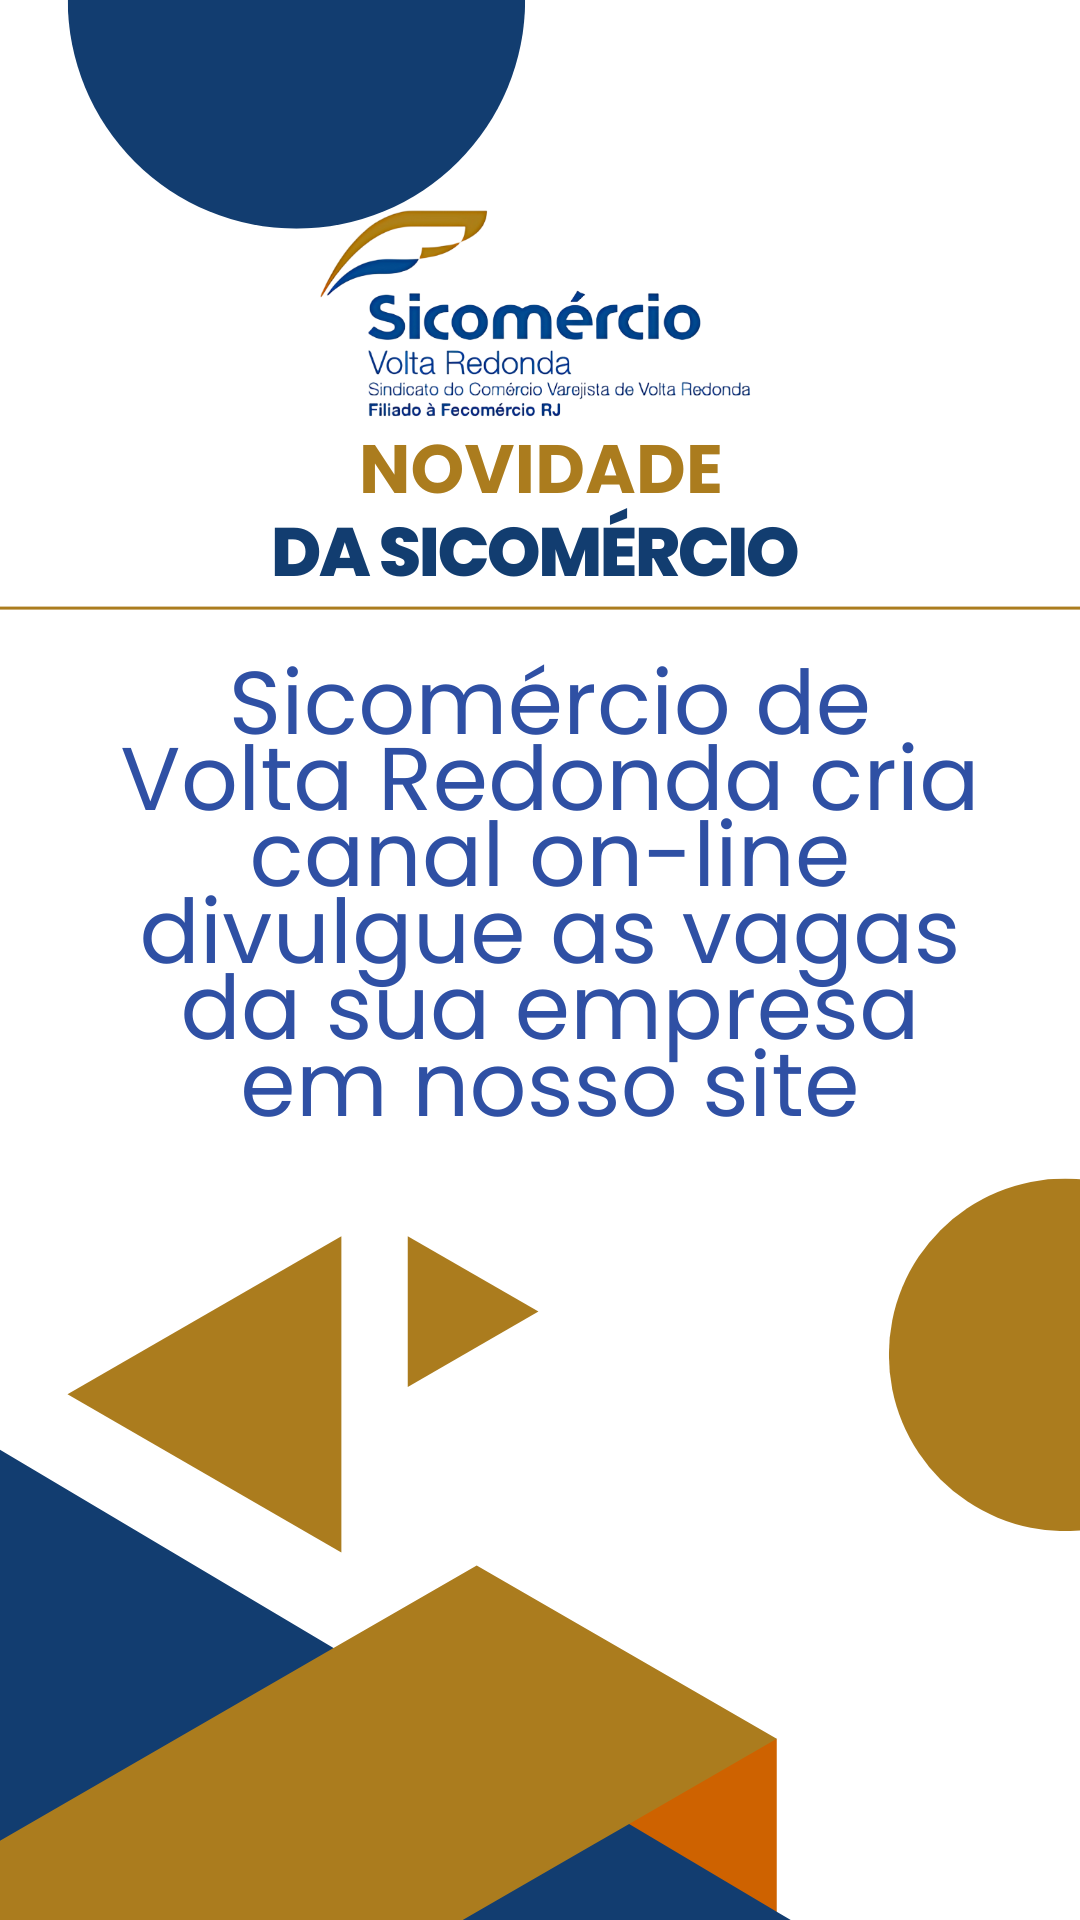 Sicomércio
Volta Redonda
Sindicato do Comércio Varejista de Volta Redonda
Filiado à Fecomércio RJ
NOVIDADE
DA SICOMÉRCIO
Sicomércio de
Volta Redonda cria
canal on-line
divulgue as vagas
da sua empresa
em nosso site